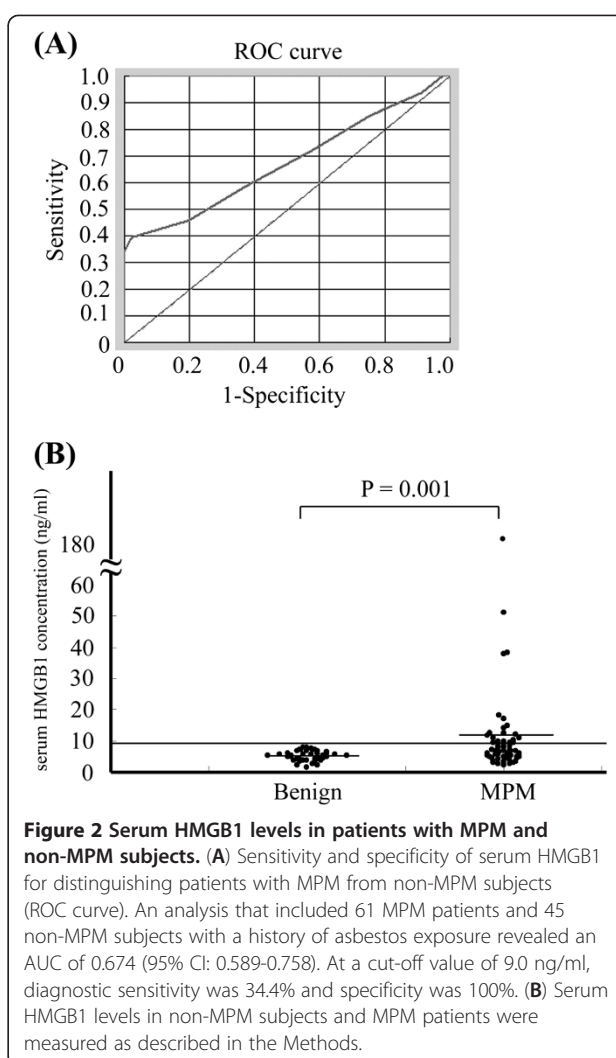 (A)
ROC curve
1.0
0.9
0.8
0.7
0.6
0.5
0.4
0.3
0.2
0.1
0
Sensitivity
0 0.2 0.4 0.6 0.8 1.0
1-Specificity
(B)
P = 0.001
180
60
50
40
30
20
10
0
serum HMGB1 concentration (ng/ml)
Benign MPM
Figure 2 Serum HMGB1 levels in patients with MPM and
non-MPM subjects. (A) Sensitivity and specificity of serum HMGB1
for distinguishing patients with MPM from non-MPM subjects
(ROC curve). An analysis that included 61 MPM patients and 45
non-MPM subjects with a history of asbestos exposure revealed an
AUC of 0.674 (95% CI: 0.589-0.758). At a cut-off value of 9.0 ng/ml,
diagnostic sensitivity was 34.4% and specificity was 100%. (B) Serum
HMGB1 levels in non-MPM subjects and MPM patients were
measured as described in the Methods.